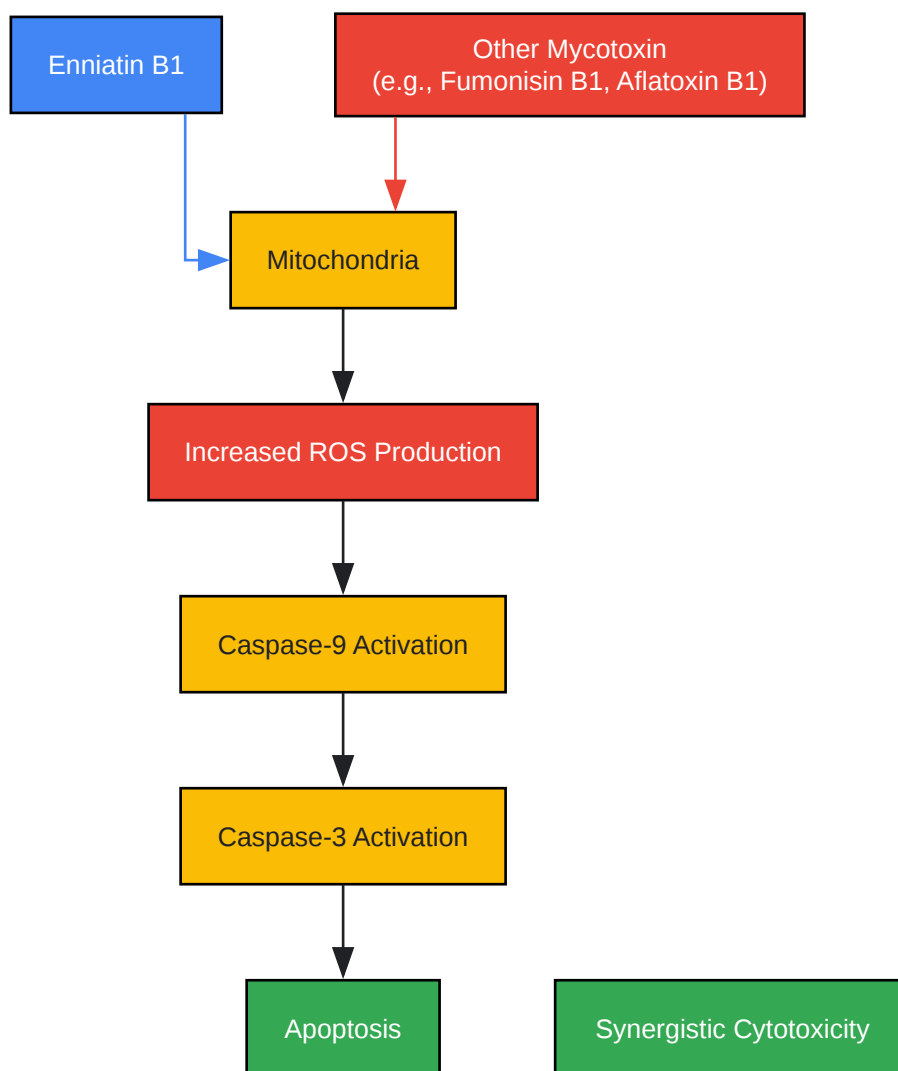 Enniatin B1
Other Mycotoxin
(e.g., Fumonisin B1, Aflatoxin B1)
Mitochondria
Increased ROS Production
Caspase-9 Activation
Caspase-3 Activation
Apoptosis
Synergistic Cytotoxicity